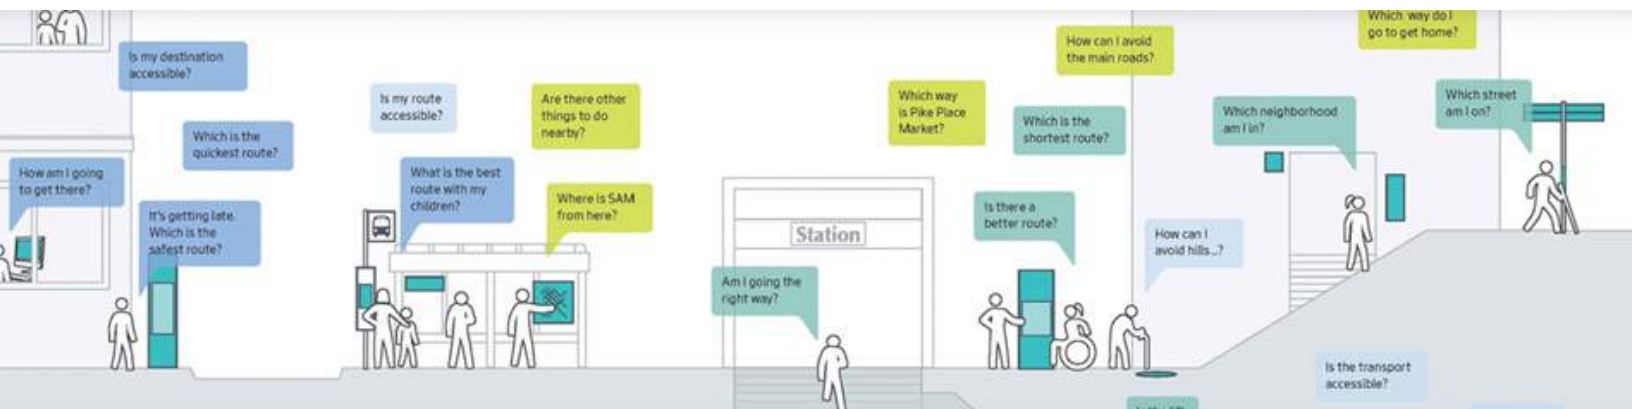 Is my destination
accessible?
Which is the
quickest route?
How am I going
to get there?
It's getting late.
Which is the
safest route?
Is my route
accessible?
Are there other
things to do
nearby?
What is the best
route with my
children?
Where is SAM
from here?
Station
Am I going the
right way?
Which way
is Pike Place
Market?
How can I avoid
the main roads?
Which is the
shortest route?
Is there a
better route?
How can I
avoid hills...?
Which neighborhood
am I in?
Which way do I
go to get home?
Which street
am I on?
Is the transport
accessible?